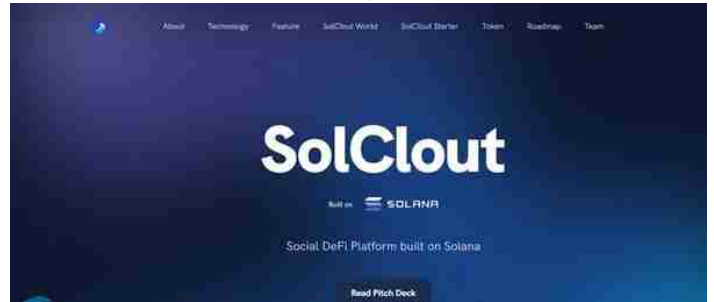 About Technology Feature SolClout World SolClout Starter Token Roadmap Team
SolClout
Built on SOLANA
Social DeFi Platform built on Solana
Read Pitch Deck